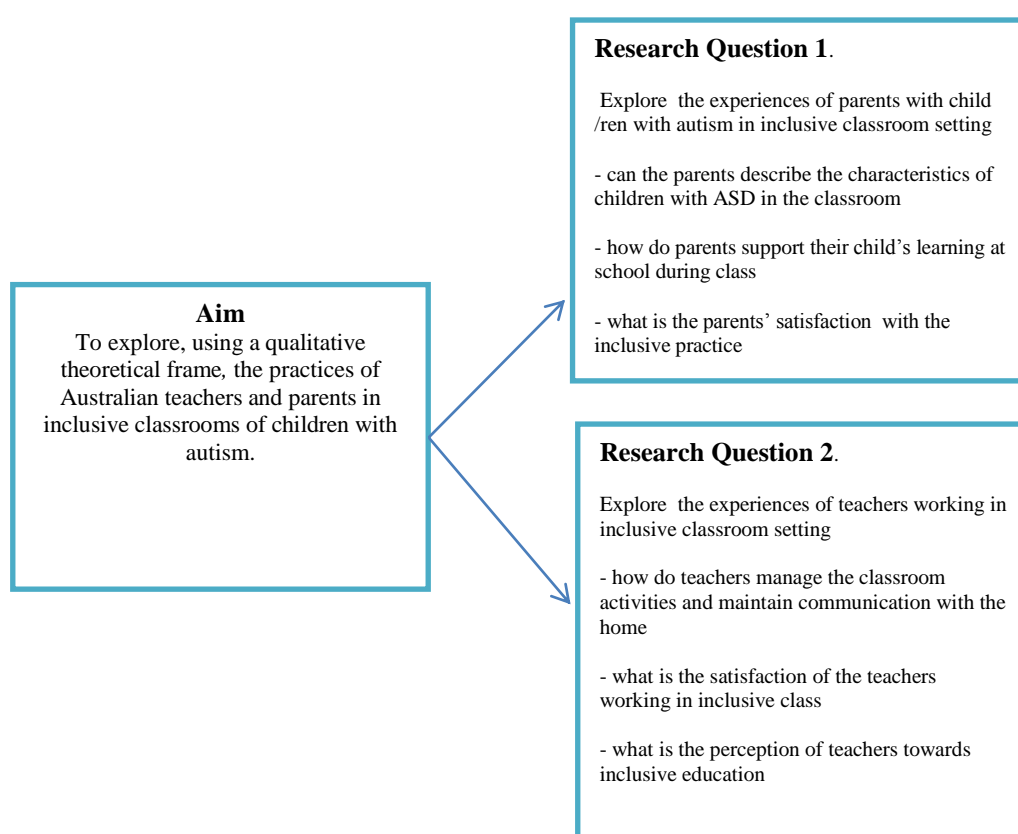 Aim
To explore, using a qualitative
theoretical frame, the practices of
Australian teachers and parents in
inclusive classrooms of children with
autism.
Research Question 1.
Explore the experiences of parents with child
/ren with autism in inclusive classroom setting
- can the parents describe the characteristics of
children with ASD in the classroom
- how do parents support their child’s learning at
school during class
- what is the parents’ satisfaction with the
inclusive practice
Research Question 2.
Explore the experiences of teachers working in
inclusive classroom setting
- how do teachers manage the classroom
activities and maintain communication with the
home
- what is the satisfaction of the teachers
working in inclusive class
- what is the perception of teachers towards
inclusive education